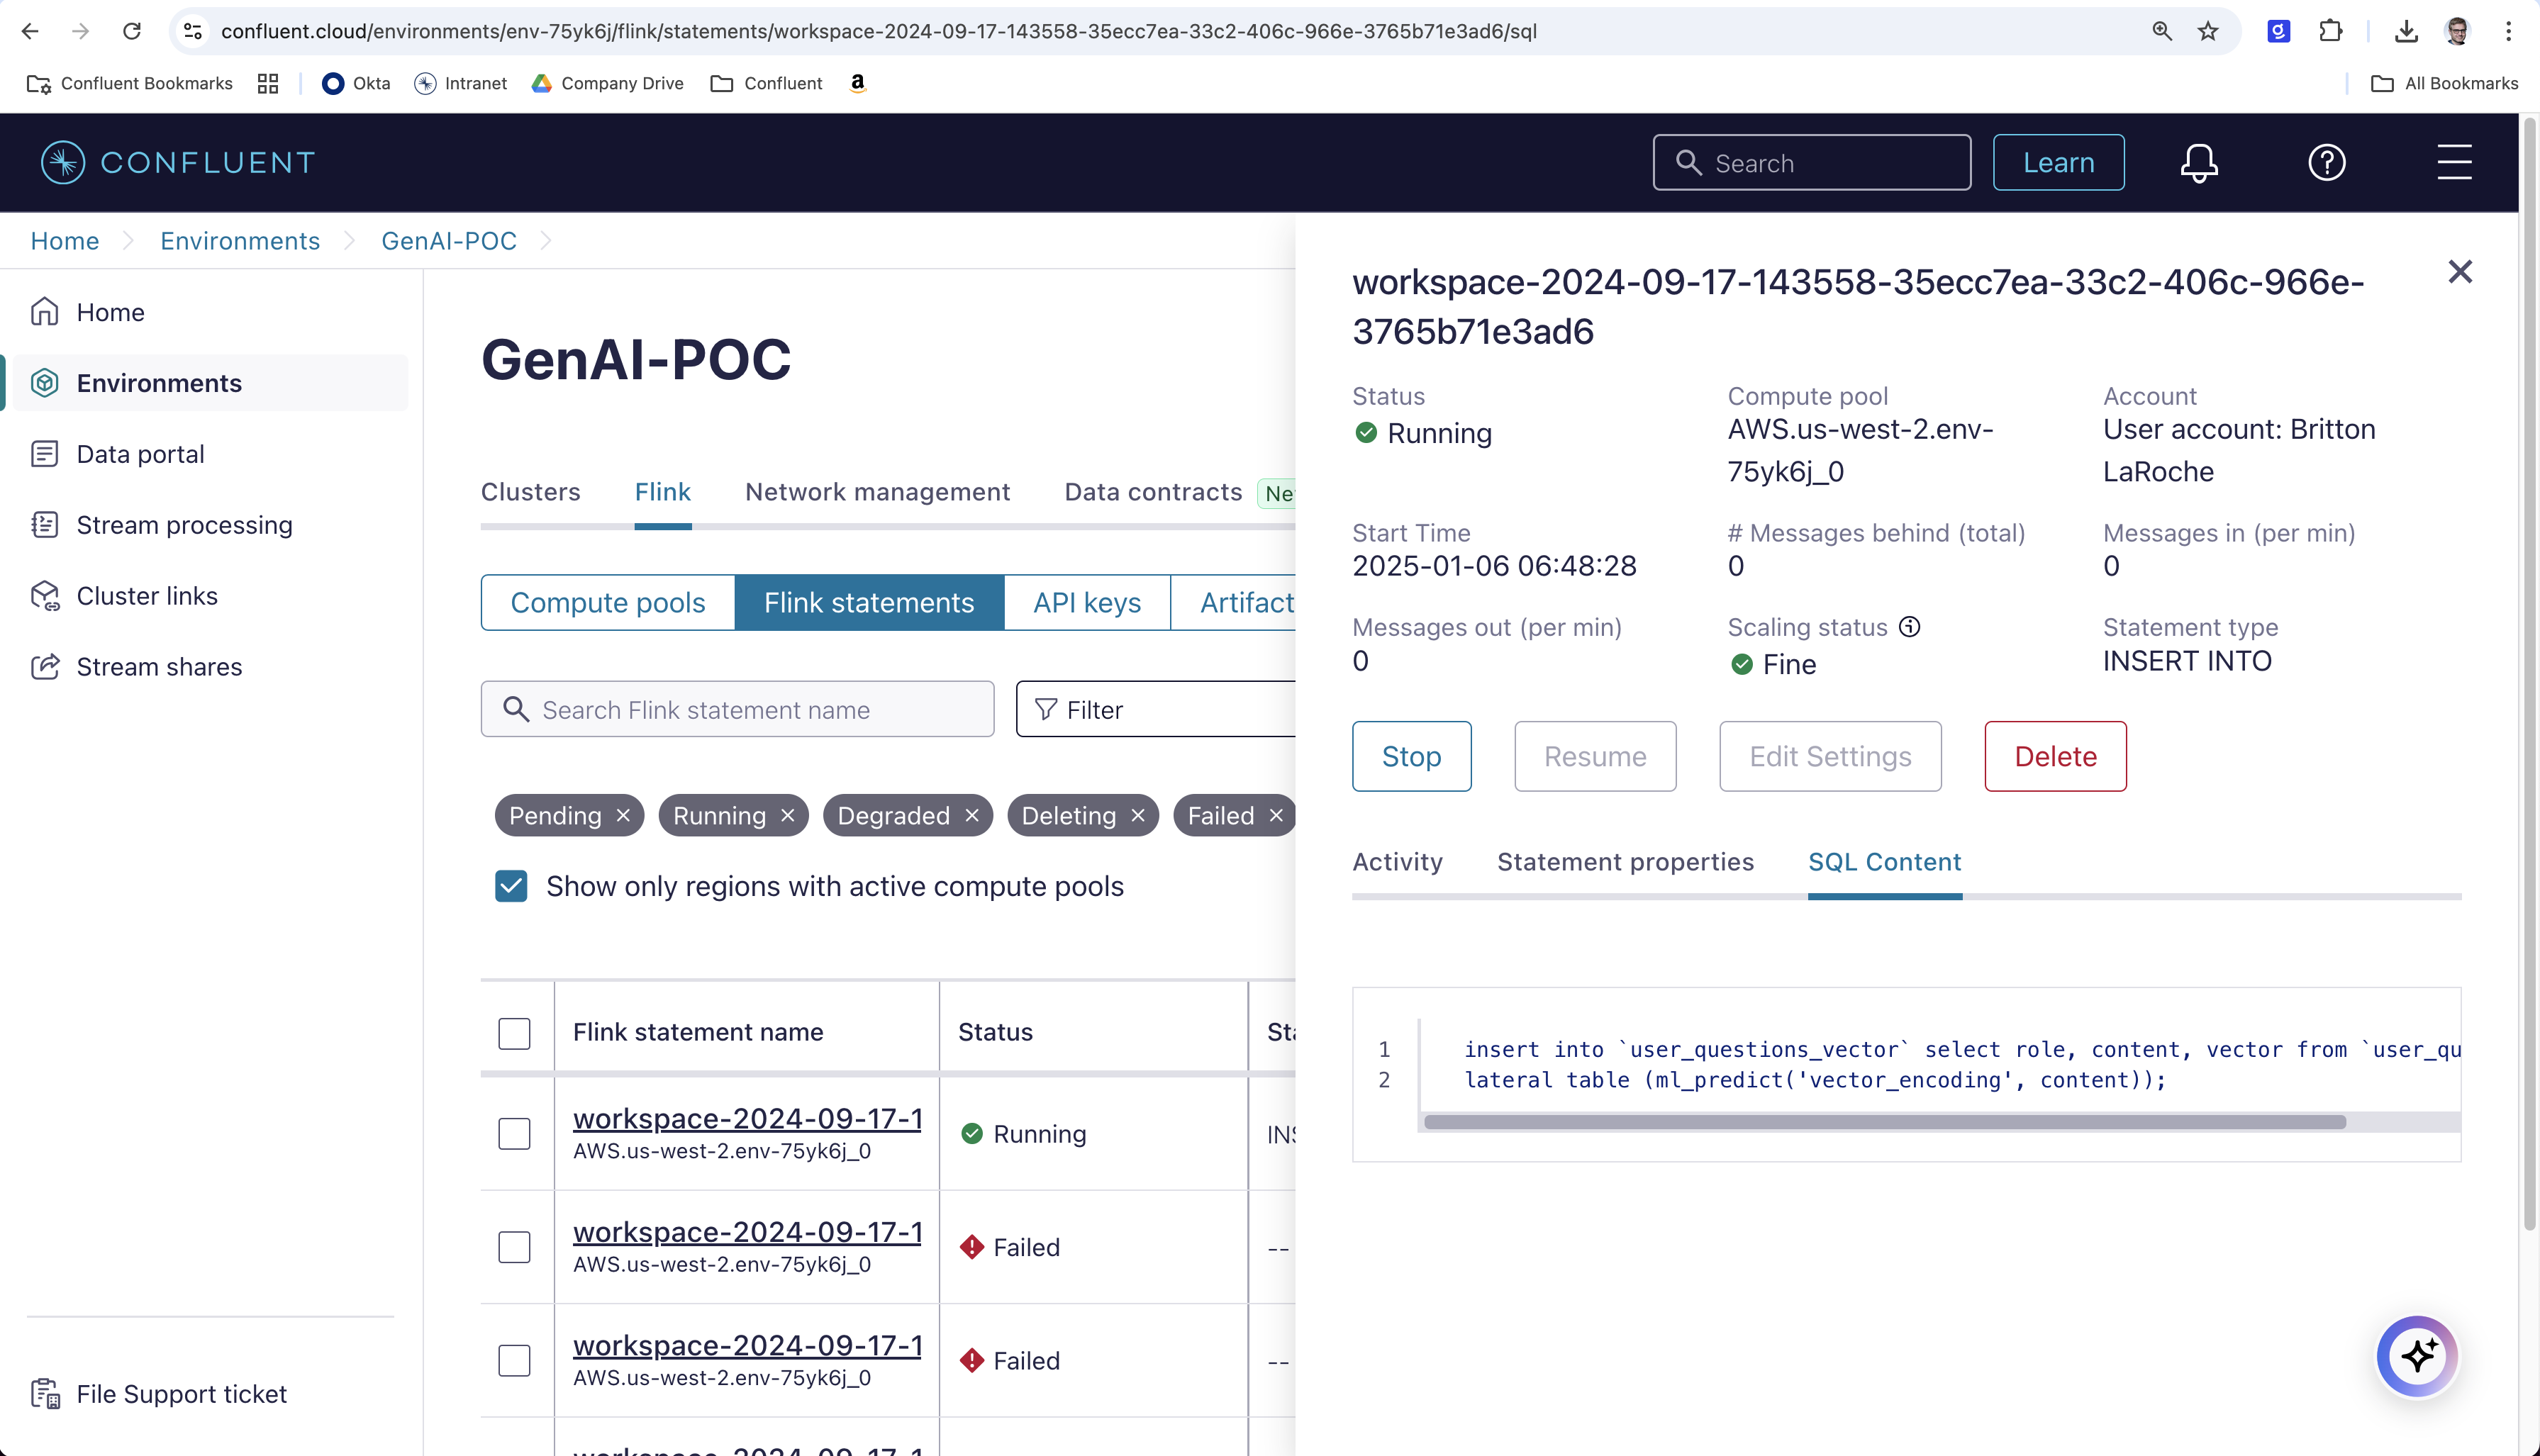 confluent.cloud/environments/env-75yk6j/flink/statements/workspace-2024-09-17-143558-35ecc7ea-33c2-406c-966e-3765b71e3ad6/sql
Confluent Bookmarks
Okta
Intranet
Company Drive
Confluent
All Bookmarks
CONFLUENT
Search
Learn
Home
Environments
GenAI-POC
Home
Environments
Data portal
Stream processing
Cluster links
Stream shares
File Support ticket
GenAI-POC
Clusters
Flink
Network management
Data contracts
Compute pools
Flink statements
API keys
Artifact
Search Flink statement name
Filter
Pending
Running
Degraded
Deleting
Failed
Show only regions with active compute pools
Flink statement name
Status
workspace-2024-09-17-1
AWS.us-west-2.env-75yk6j_0
Running
workspace-2024-09-17-1
AWS.us-west-2.env-75yk6j_0
Failed
--
workspace-2024-09-17-1
AWS.us-west-2.env-75yk6j_0
Failed
--
workspace-2024-09-17-143558-35ecc7ea-33c2-406c-966e-
3765b71e3ad6
Status
Running
Compute pool
AWS.us-west-2.env-
75yk6j_0
Account
User account: Britton
LaRoche
Start Time
2025-01-06 06:48:28
# Messages behind (total)
0
Messages in (per min)
0
Messages out (per min)
0
Scaling status
Fine
Statement type
INSERT INTO
Stop
Resume
Edit Settings
Delete
Activity
Statement properties
SQL Content
1 insert into `user_questions_vector` select role, content, vector from `user_qu
2 lateral table (ml_predict('vector_encoding', content));